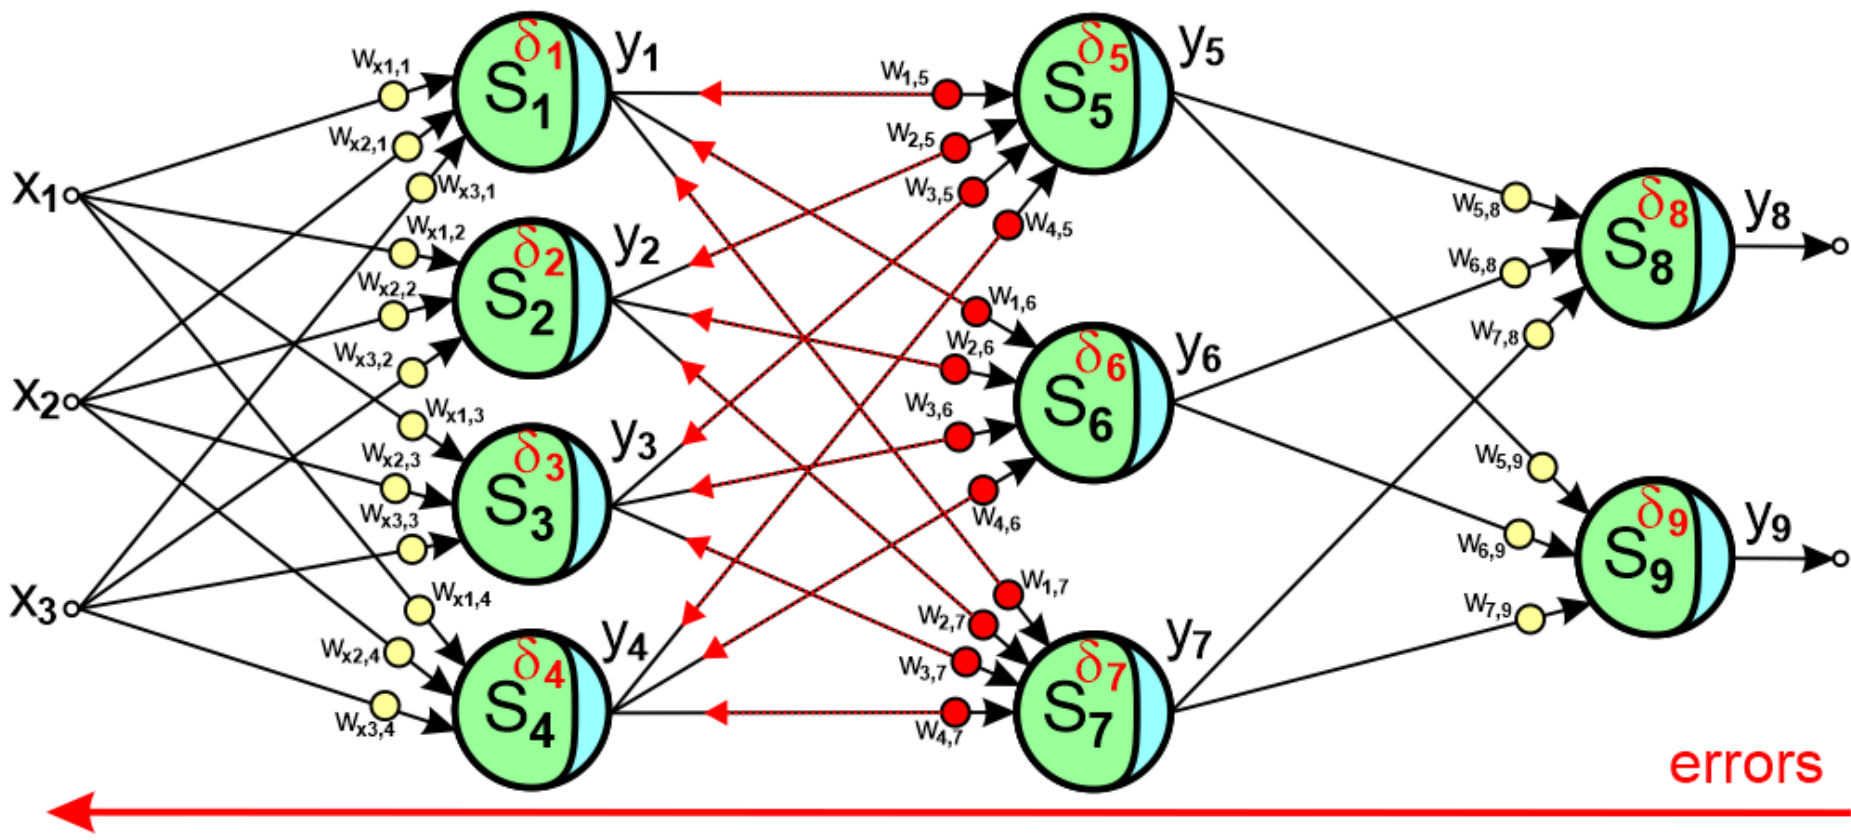 x1
x2
x3
wx1,1
wx2,1
wx3,1
wx1,2
wx2,2
wx3,2
wx1,3
wx2,3
wx3,3
wx1,4
wx2,4
wx3,4
δ1
S1
y1
δ2
S2
y2
δ3
S3
y3
δ4
S4
y4
w1,5
w2,5
w3,5
w4,5
w1,6
w2,6
w3,6
w4,6
w1,7
w2,7
w3,7
w4,7
δ5
S5
y5
δ6
S6
y6
δ7
S7
y7
w5,8
w6,8
w7,8
w5,9
w6,9
w7,9
δ8
S8
y8
δ9
S9
y9
errors